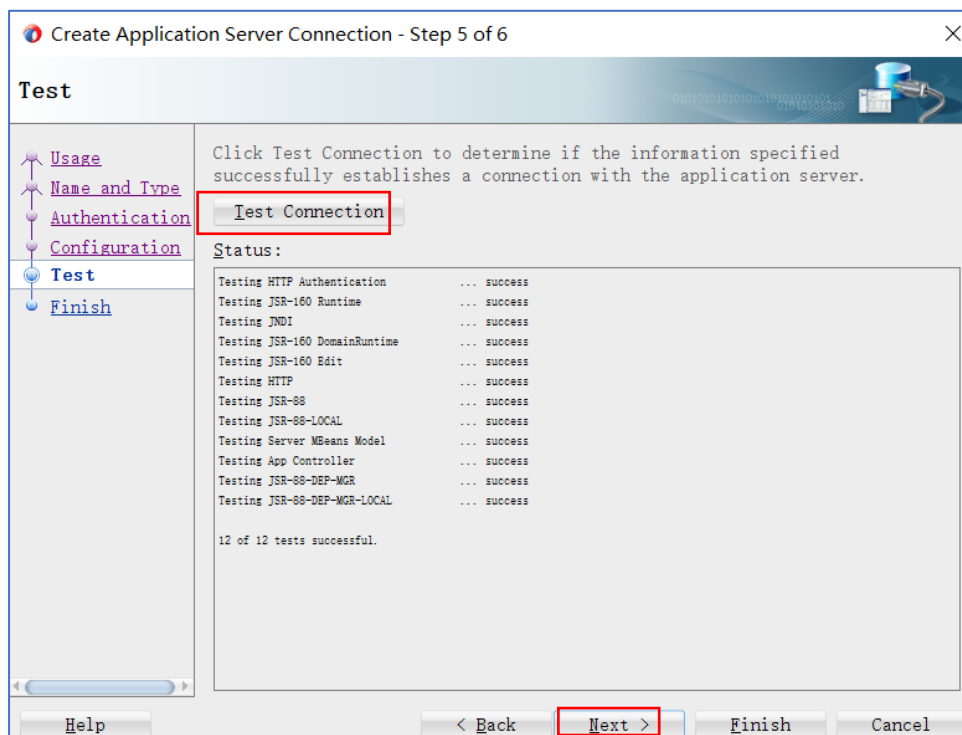 Create Application Server Connection - Step 5 of 6
Test
Usage
Name and Type
Authentication
Configuration
Test
Finish
Click Test Connection to determine if the information specified
successfully establishes a connection with the application server.
Test Connection
Status:
Testing HTTP Authentication ... success
Testing JSR-160 Runtime ... success
Testing JNDI ... success
Testing JSR-160 DomainRuntime ... success
Testing JSR-160 Edit ... success
Testing HTTP ... success
Testing JSR-88 ... success
Testing JSR-88-LOCAL ... success
Testing Server MBeans Model ... success
Testing App Controller ... success
Testing JSR-88-DEP-MGR ... success
Testing JSR-88-DEP-MGR-LOCAL ... success
12 of 12 tests successful.
Help < Back Next > Finish Cancel